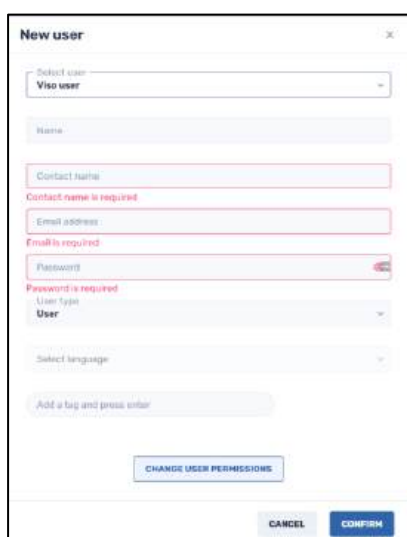 New user
Select user
Viso user
Name
Contact name
Contact name is required
Email address
Email is required
Password
Password is required
User type
User
Select language
Add a tag and press enter
CHANGE USER PERMISSIONS
CANCEL
CONFIRM